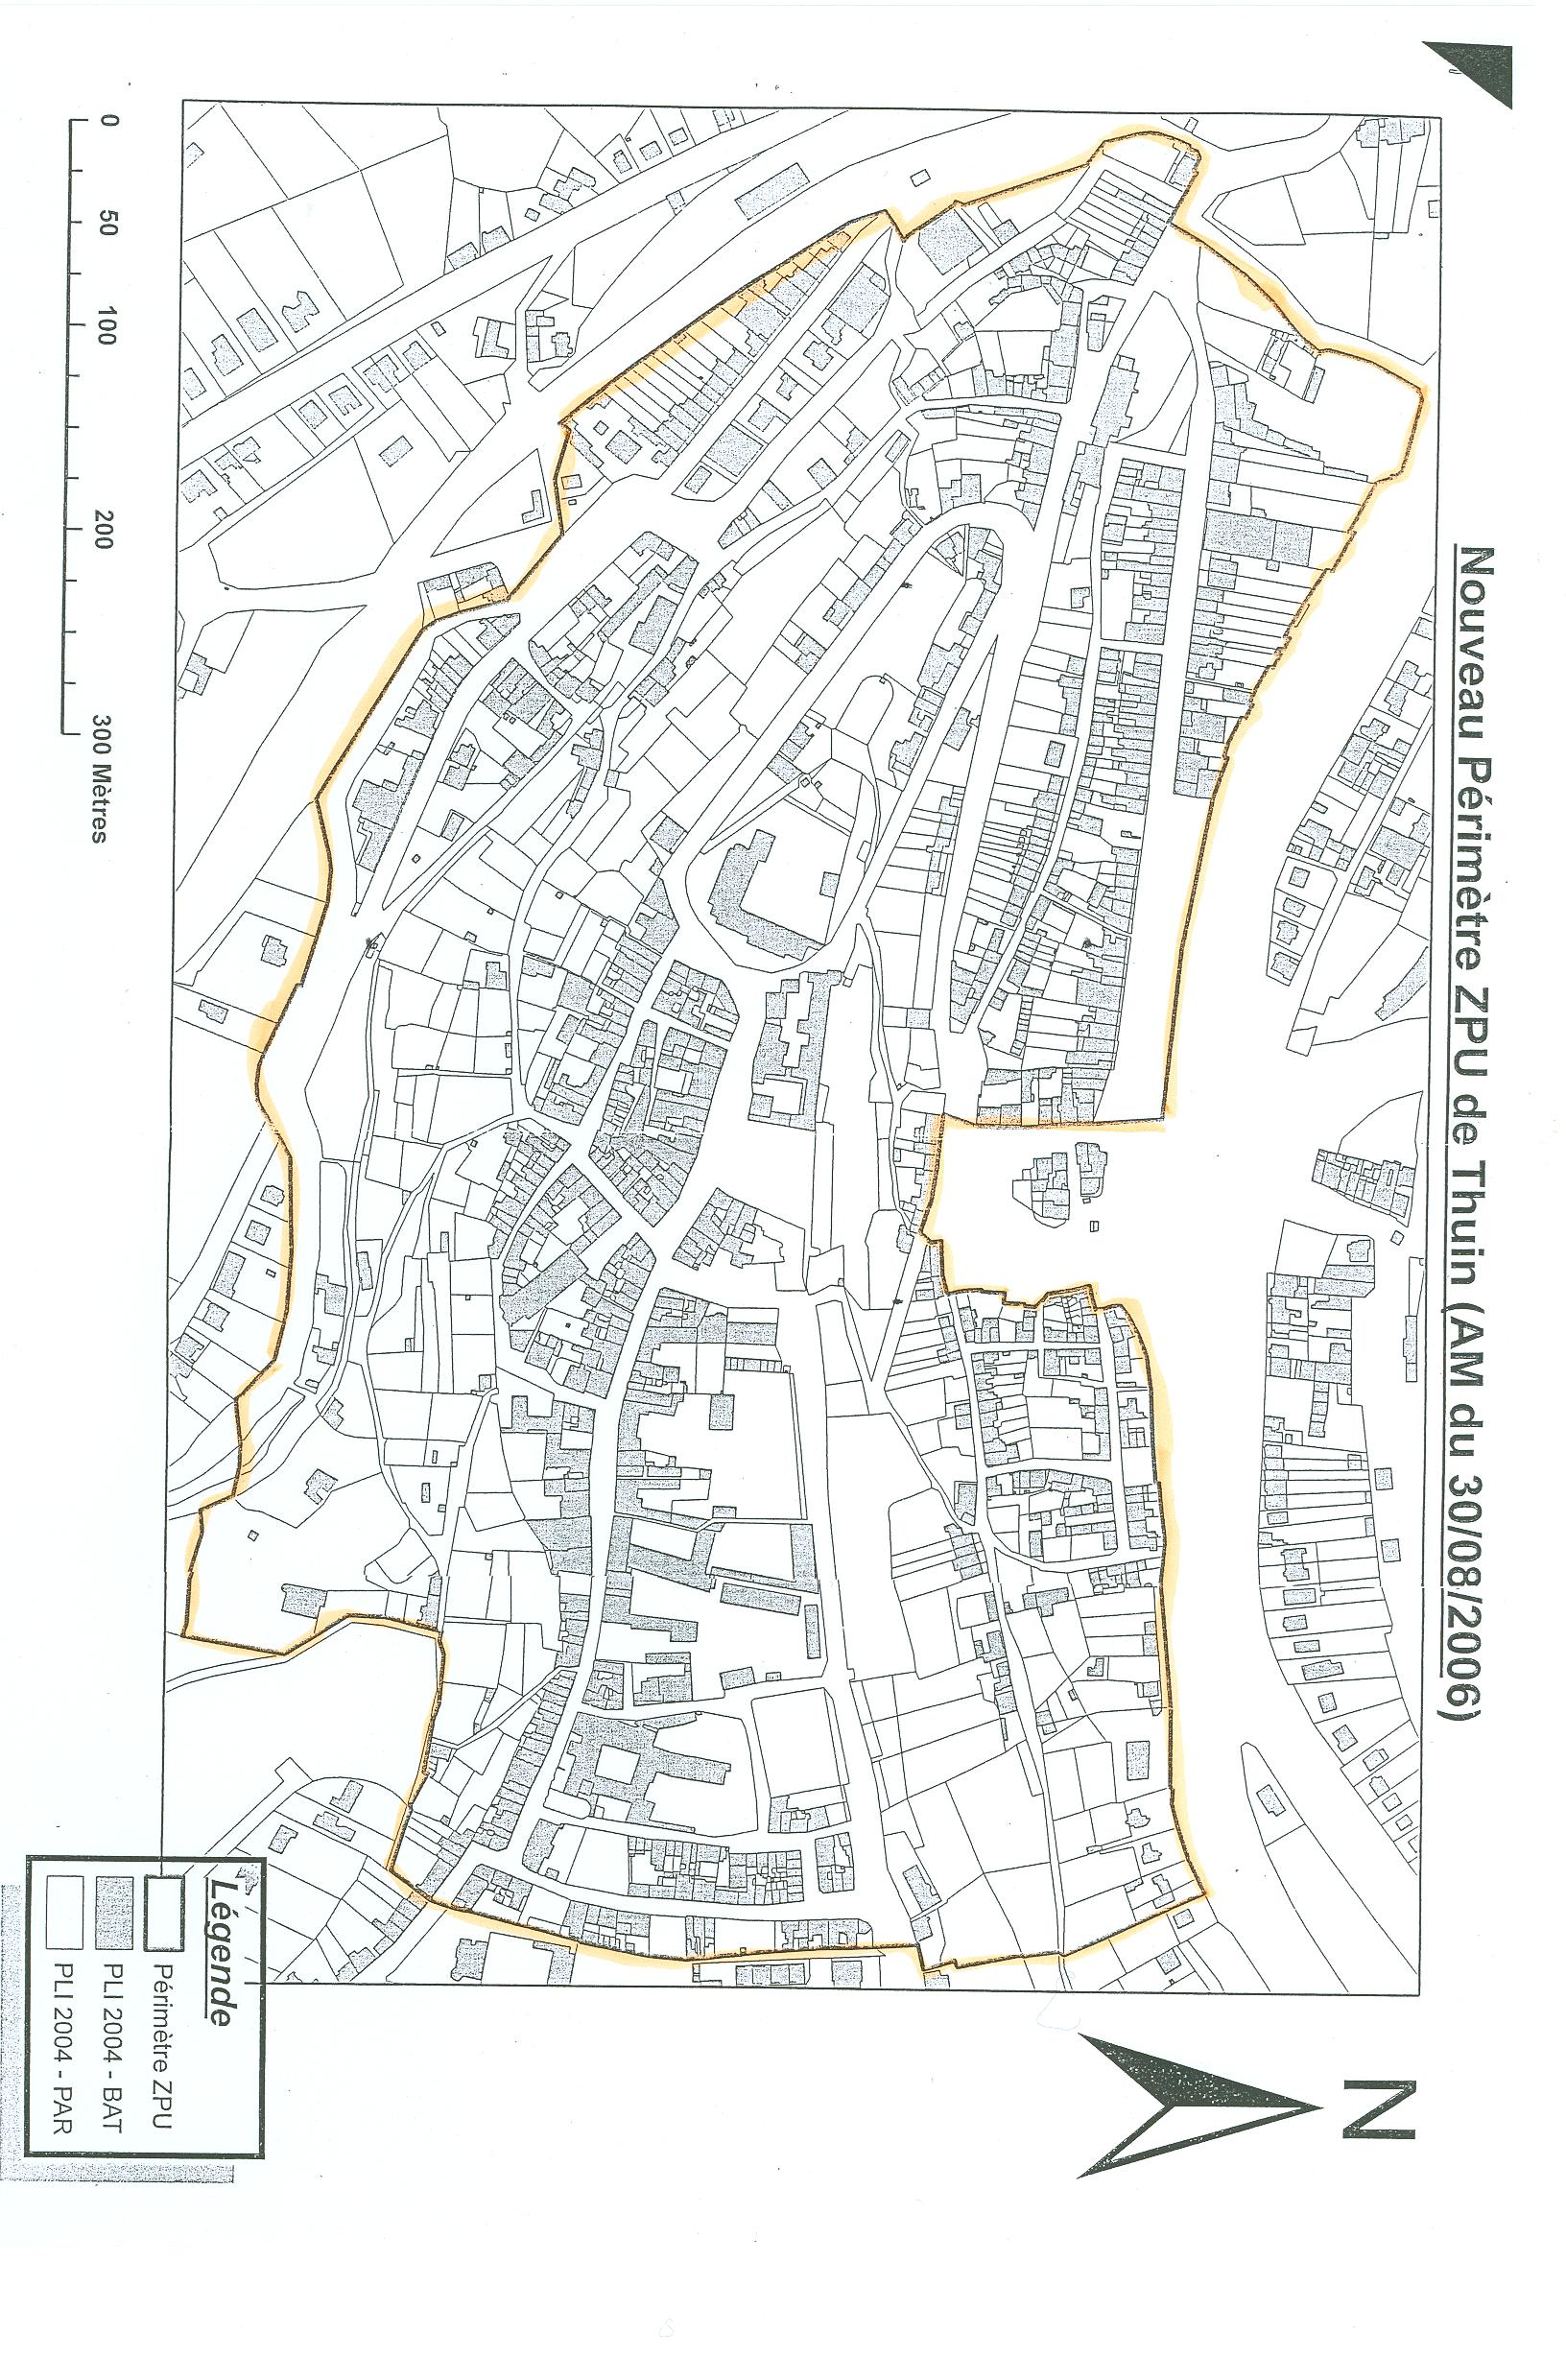 Nouveau Périmètre ZPU de Thuin (AM du 30/08/2006)
N
0 50 100 200 300 Mètres
Légende
Périmètre ZPU
PLI 2004 - BAT
PLI 2004 - PAR